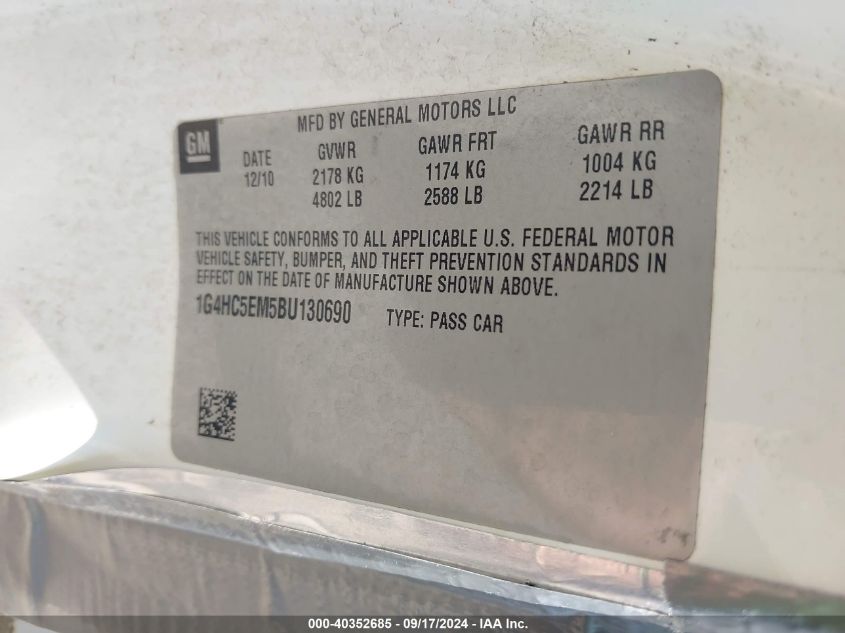 MFD BY GENERAL MOTORS LLC
GM
DATE GVWR GAWR FRT GAWR RR
12/10 2178 KG 1174 KG 1004 KG
4802 LB 2588 LB 2214 LB
THIS VEHICLE CONFORMS TO ALL APPLICABLE U.S. FEDERAL MOTOR
VEHICLE SAFETY, BUMPER, AND THEFT PREVENTION STANDARDS IN
EFFECT ON THE DATE OF MANUFACTURE SHOWN ABOVE.
1G4HC5EM5BU130690 TYPE: PASS CAR
000-40352685 - 09/17/2024 - IAA Inc.